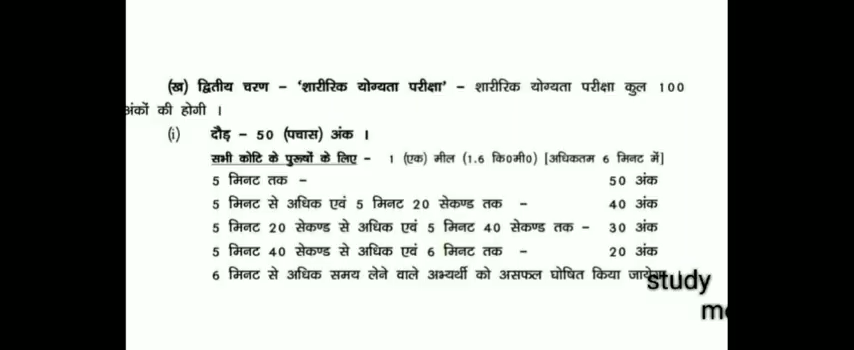 (ख) द्वितीय चरण – ‘शारीरिक योग्यता परीक्षा’ – शारीरिक योग्यता परीक्षा कुल 100
अंकों की होगी ।
(i) दौड़ – 50 (पचास) अंक ।
सभी कोटि के पुरूषों के लिए – 1 (एक) मील (1.6 कि0मी0) [अधिकतम 6 मिनट में]
5 मिनट तक – 50 अंक
5 मिनट से अधिक एवं 5 मिनट 20 सेकण्ड तक – 40 अंक
5 मिनट 20 सेकण्ड से अधिक एवं 5 मिनट 40 सेकण्ड तक – 30 अंक
5 मिनट 40 सेकण्ड से अधिक एवं 6 मिनट तक – 20 अंक
6 मिनट से अधिक समय लेने वाले अभ्यर्थी को असफल घोषित किया
study